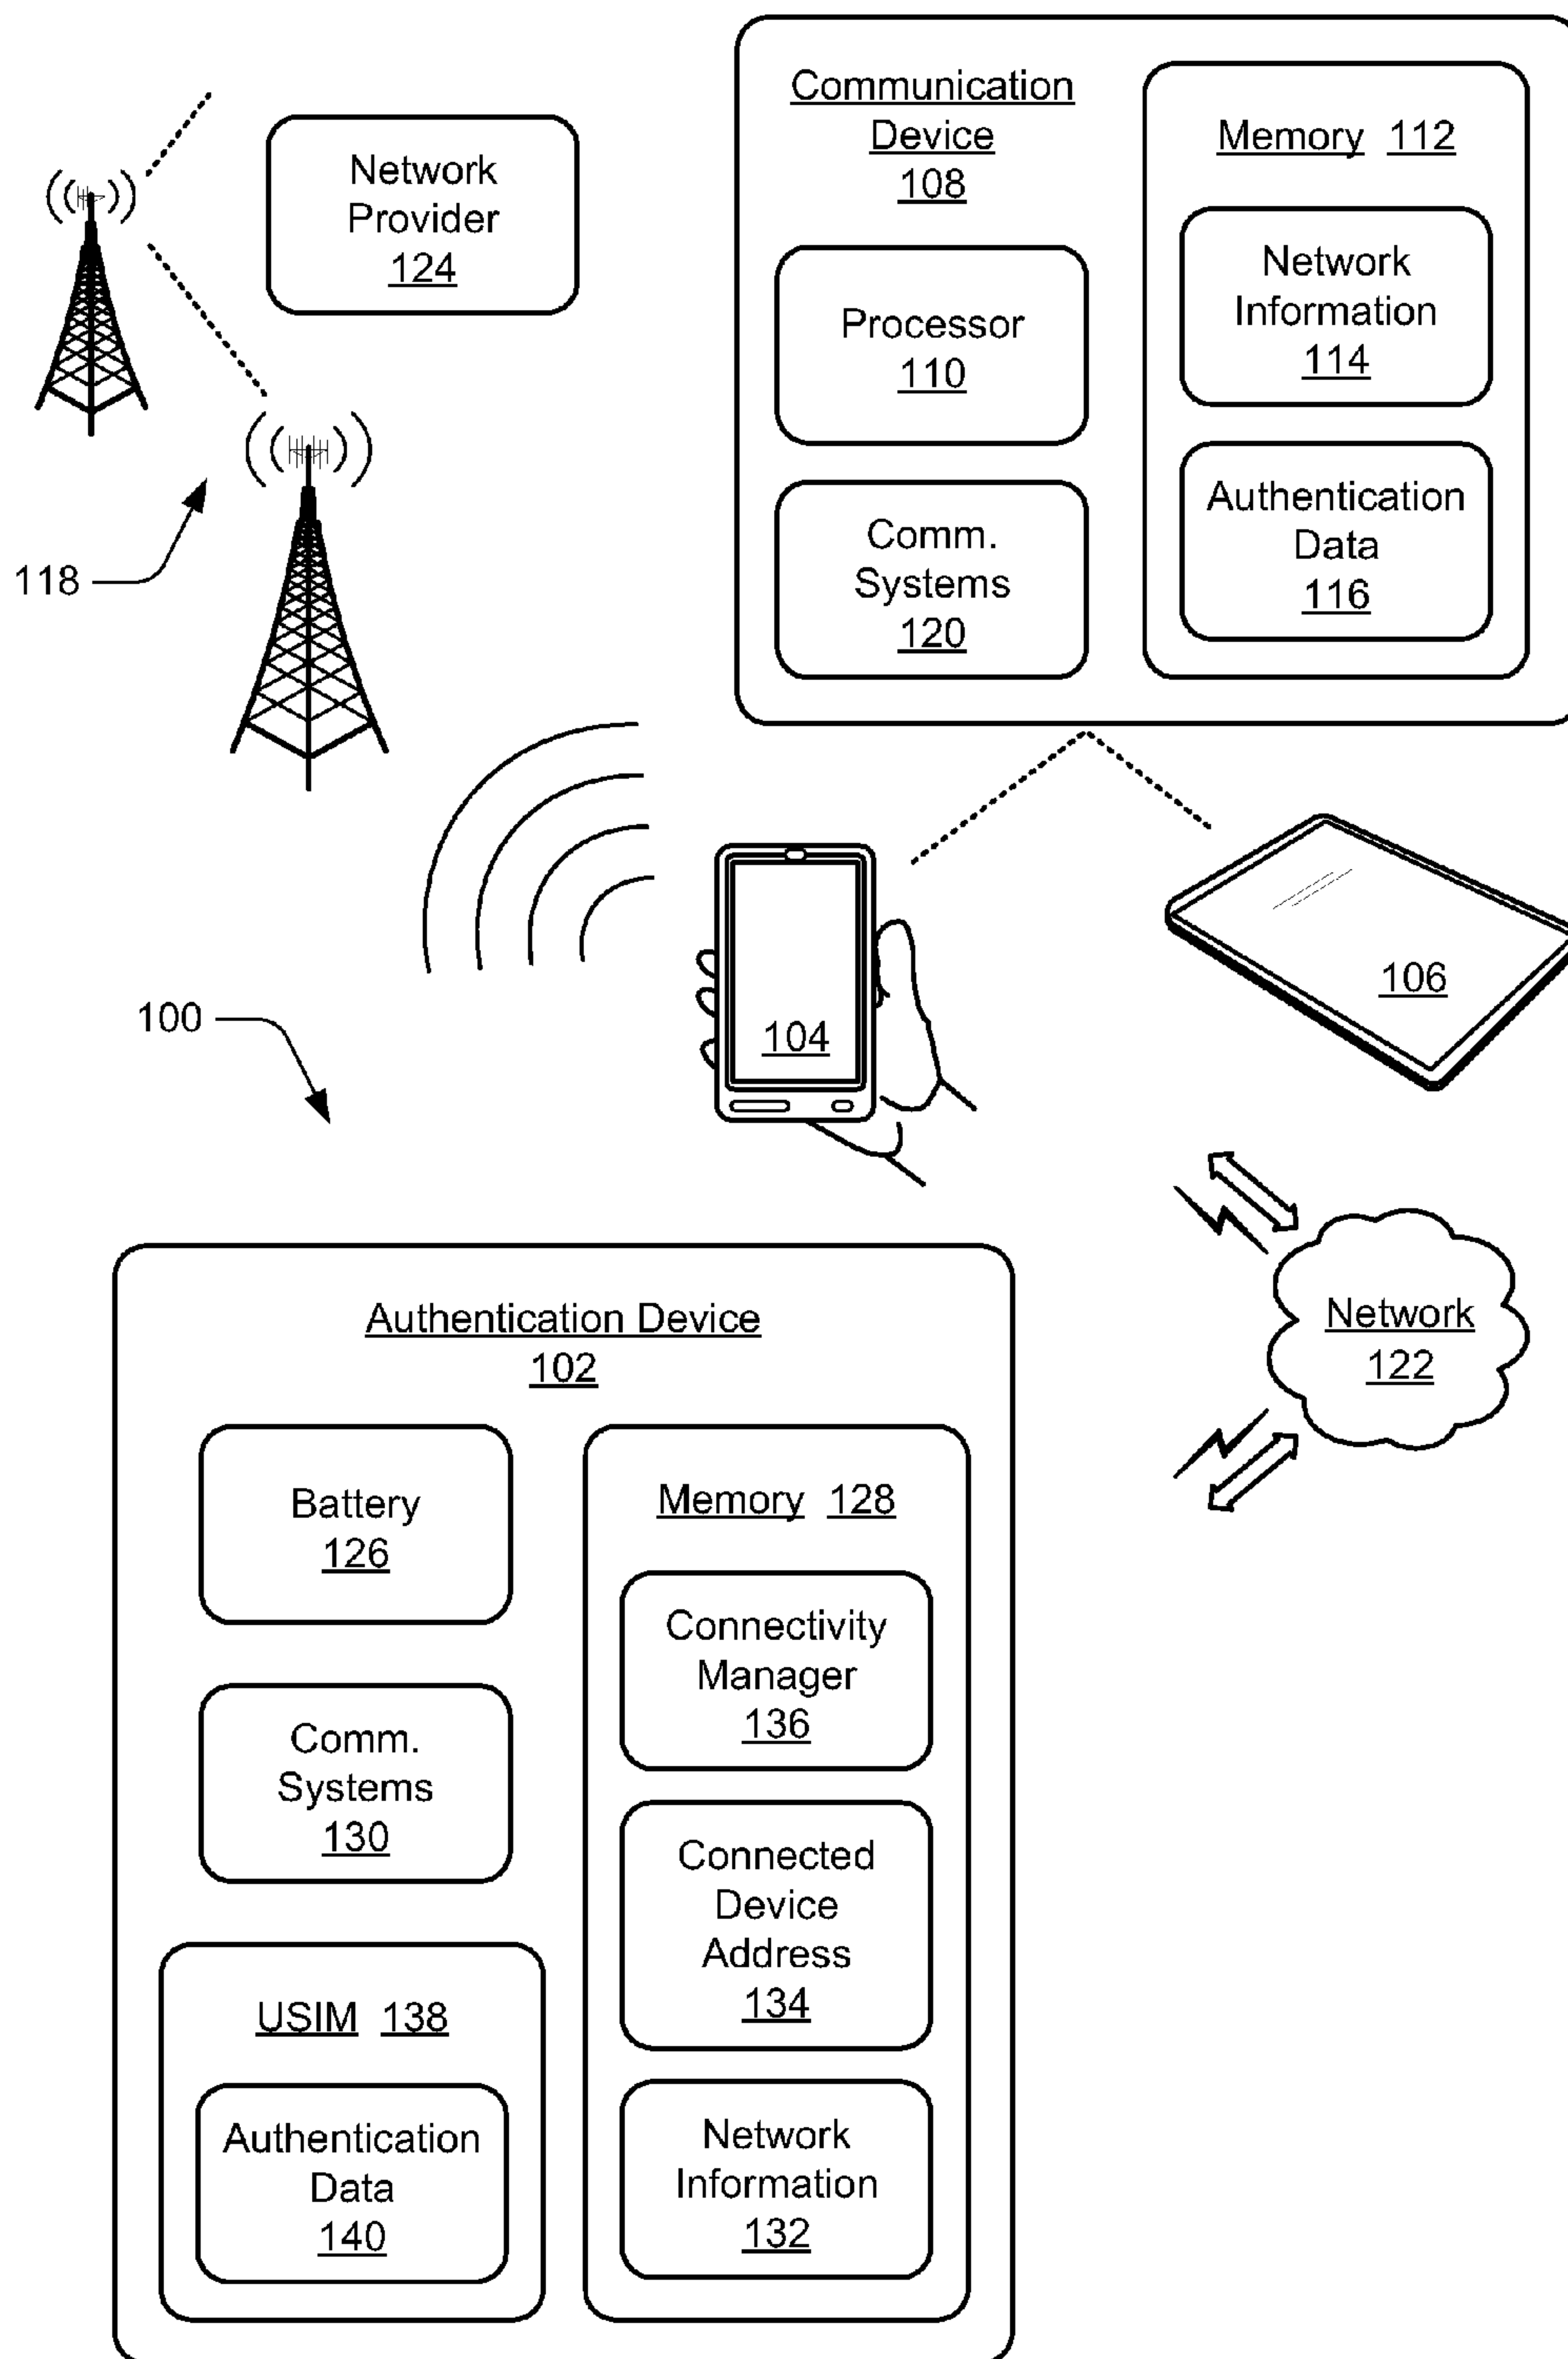 Network
Provider
124
118
Communication
Device
108
Processor
110
Comm.
Systems
120
Memory 112
Network
Information
114
Authentication
Data
116
104
106
100
Network
122
Authentication Device
102
Battery
126
Comm.
Systems
130
USIM 138
Authentication
Data
140
Memory 128
Connectivity
Manager
136
Connected
Device
Address
134
Network
Information
132